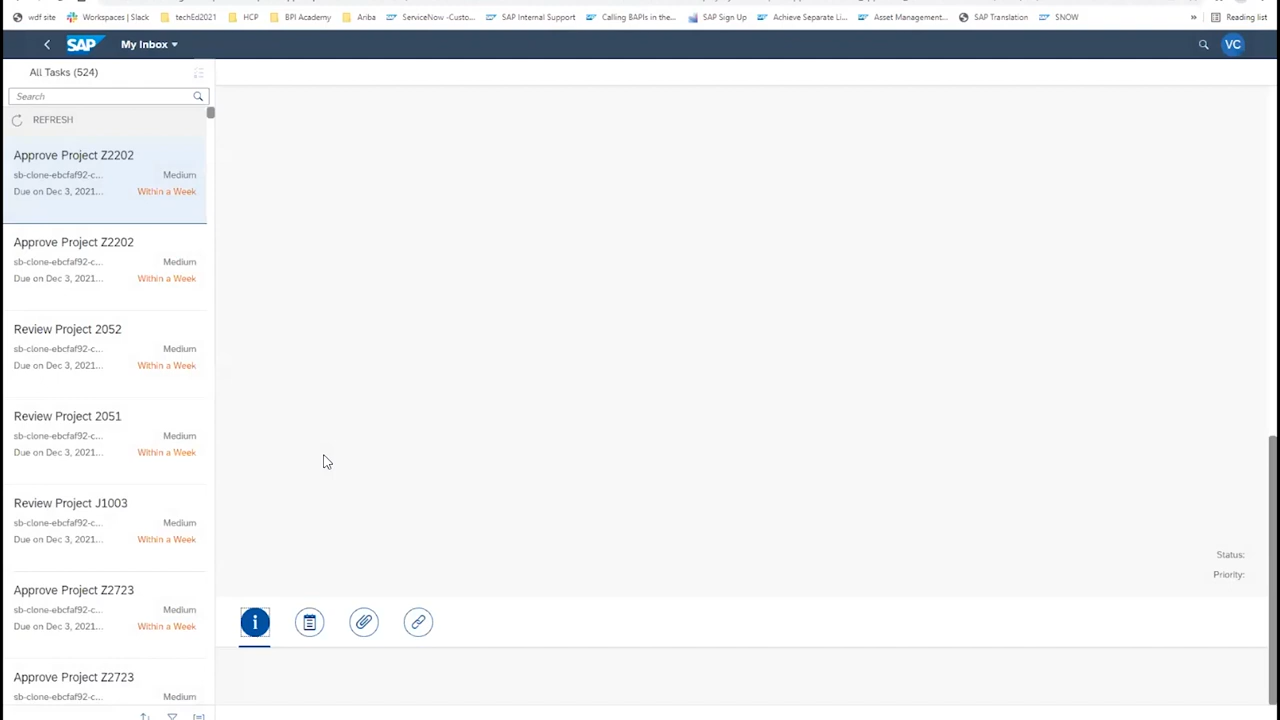 wdf site
Workspaces | Slack
techEd2021
HCP
BPI Academy
Ariba
ServiceNow -Custo...
SAP Internal Support
Calling BAPIs in the...
SAP Sign Up
Achieve Separate Li...
Asset Management...
SAP Translation
SNOW
»
Reading list
SAP
My Inbox
VC
All Tasks (524)
Search
REFRESH
Approve Project Z2202
sb-clone-ebcfaf92-c... Medium
Due on Dec 3, 2021... Within a Week
Approve Project Z2202
sb-clone-ebcfaf92-c... Medium
Due on Dec 3, 2021... Within a Week
Review Project 2052
sb-clone-ebcfaf92-c... Medium
Due on Dec 3, 2021... Within a Week
Review Project 2051
sb-clone-ebcfaf92-c... Medium
Due on Dec 3, 2021... Within a Week
Review Project J1003
sb-clone-ebcfaf92-c... Medium
Due on Dec 3, 2021... Within a Week
Approve Project Z2723
sb-clone-ebcfaf92-c... Medium
Due on Dec 3, 2021... Within a Week
Approve Project Z2723
sb-clone-ebcfaf92-c... Medium
Status:
Priority: